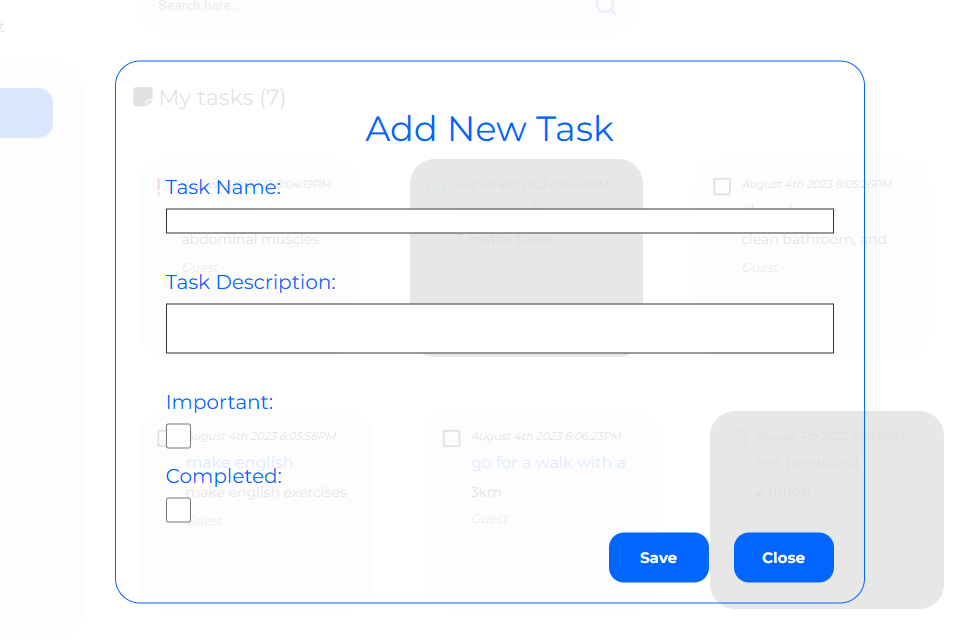 Search here...
t
My tasks (7)
Add New Task
August 4th 2023 8:04:49PM
August 4th 2023 8:05:26PM
8:04:19PM
Task Name:
abdominal muscles
3 maths tasks
clean bathroom, and
Guest
Guest
Guest
Task Description:
Important:
August 4th 2023 8:05:58PM
August 4th 2023 8:06:23PM
August 4th 2023 8:06:51PM
make english
go for a walk with a
eat breakfast
Completed:
make english exercises
3km
2 times!
Guest
Guest
Guest
Save
Close